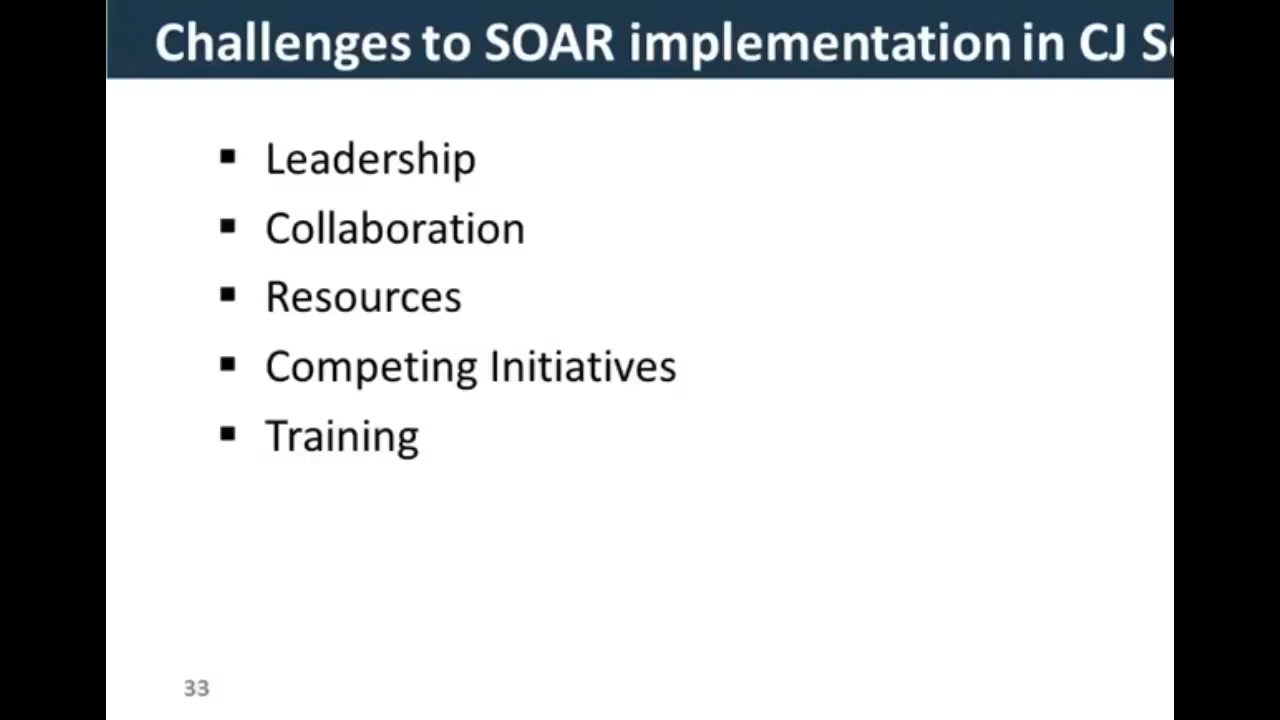 Challenges to SOAR implementation in CJ
▪ Leadership
▪ Collaboration
▪ Resources
▪ Competing Initiatives
▪ Training
33